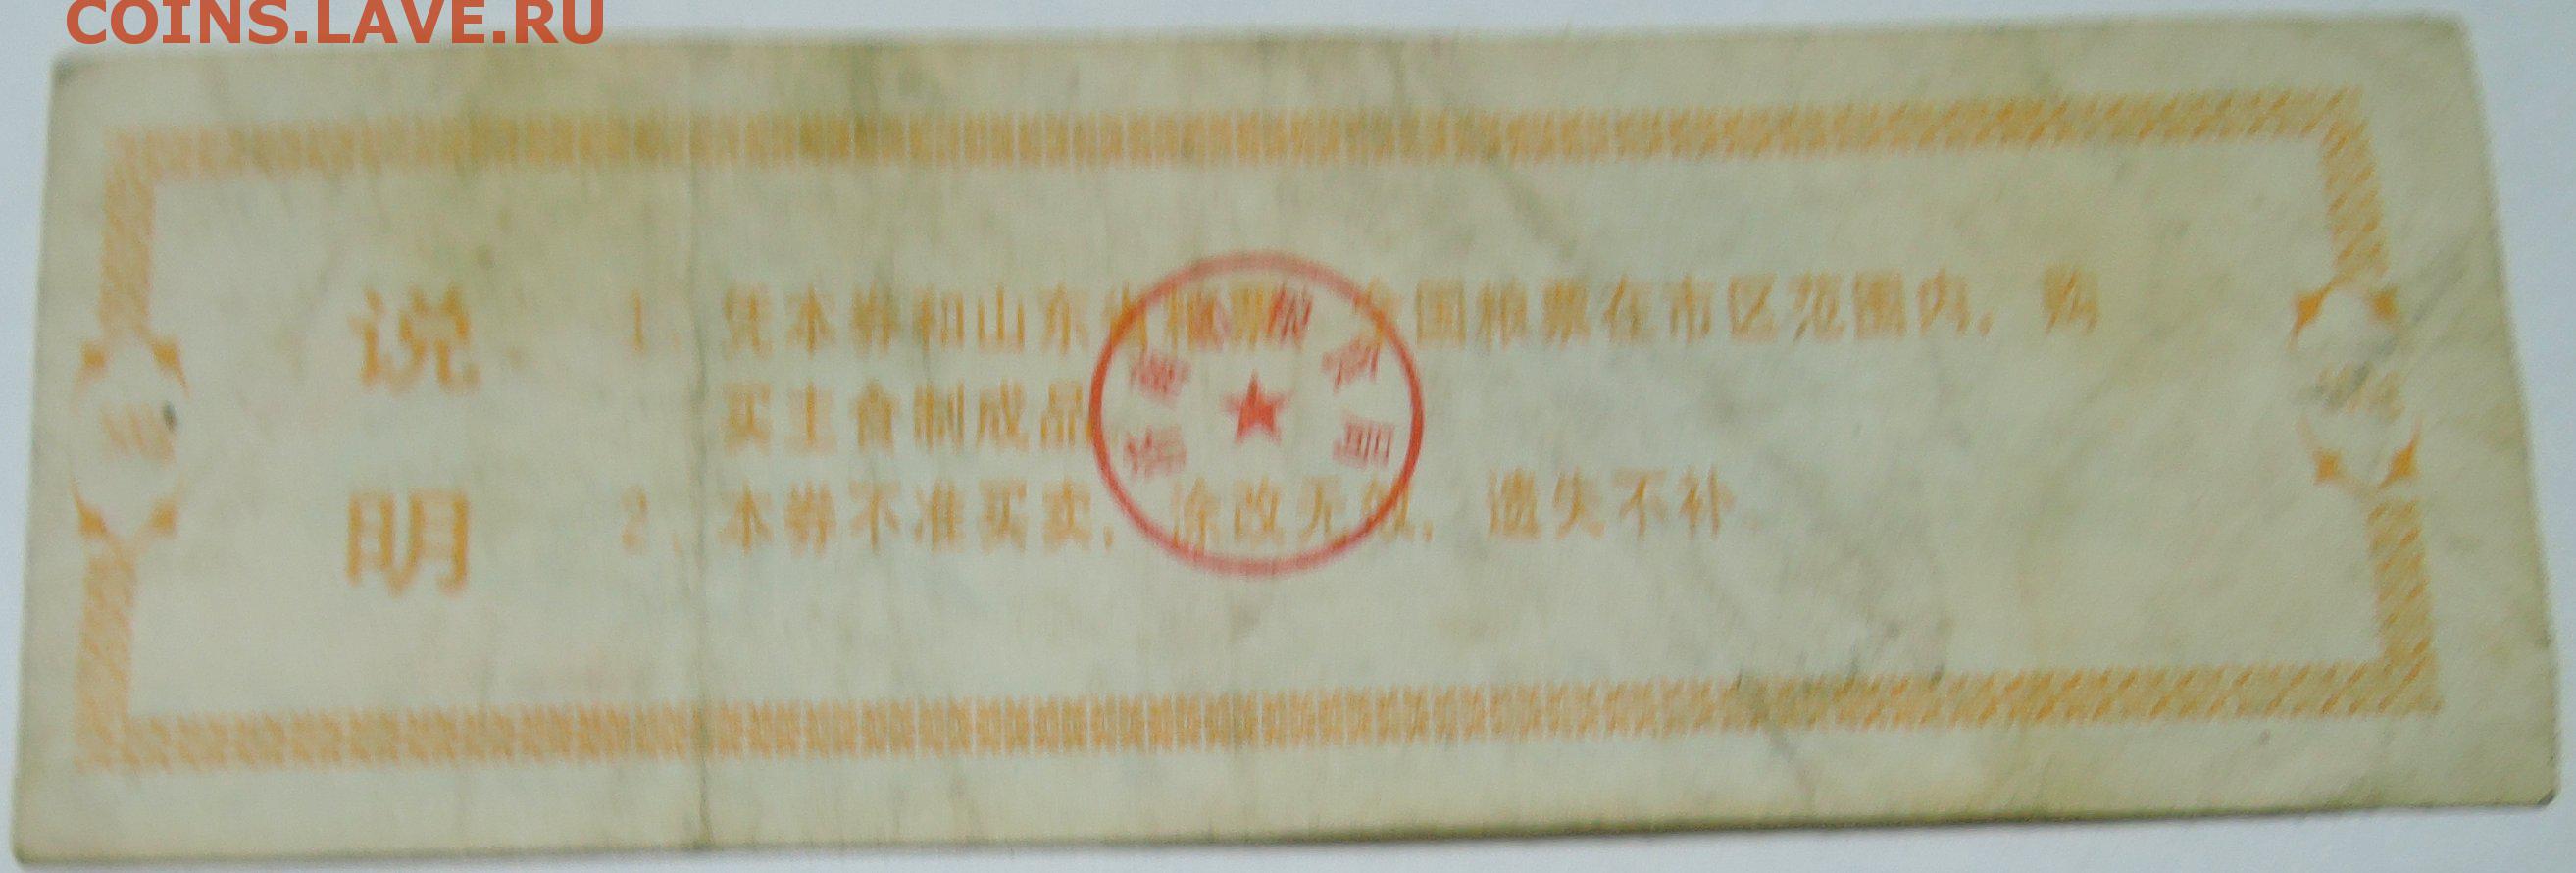 COINS.LAVE.RU
说明
1、凭本券和山东省粮票、全国粮票在市区范围内，购
买主食制成品
2、本券不准买卖，涂改无效，遗失不补。